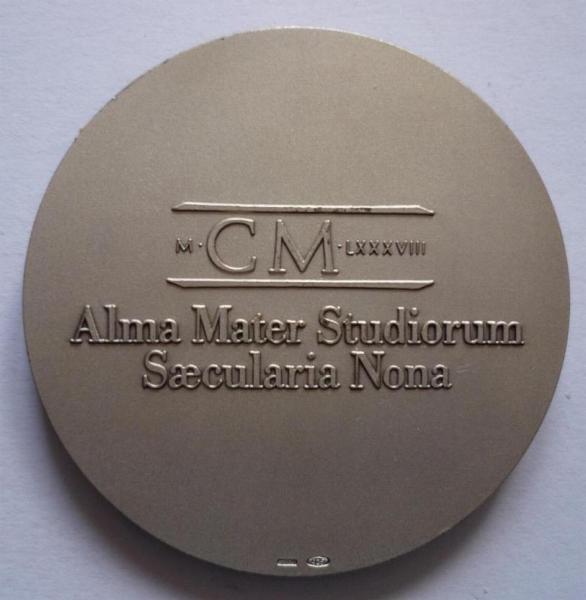 M·CM·LXXXVIII
Alma Mater Studiorum
Sæcularia Nona